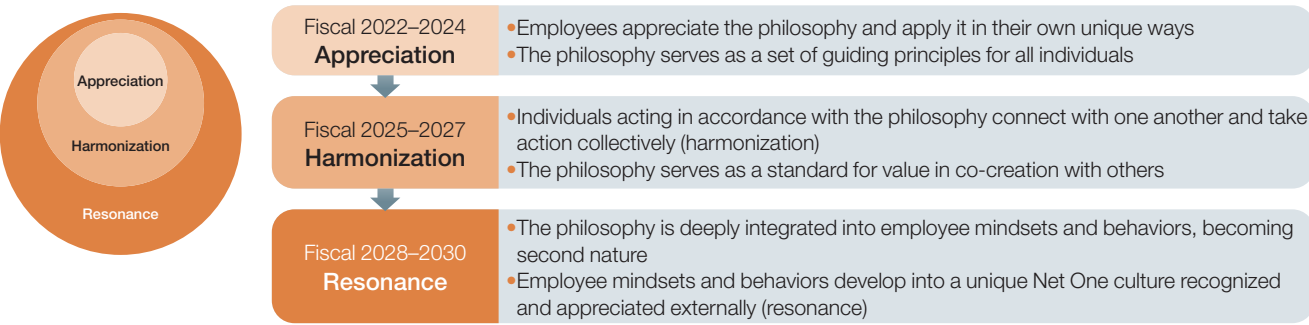 Appreciation
Harmonization
Resonance
Fiscal 2022–2024
Appreciation
•Employees appreciate the philosophy and apply it in their own unique ways
•The philosophy serves as a set of guiding principles for all individuals
Fiscal 2025–2027
Harmonization
•Individuals acting in accordance with the philosophy connect with one another and take
action collectively (harmonization)
•The philosophy serves as a standard for value in co-creation with others
Fiscal 2028–2030
Resonance
•The philosophy is deeply integrated into employee mindsets and behaviors, becoming
second nature
•Employee mindsets and behaviors develop into a unique Net One culture recognized
and appreciated externally (resonance)